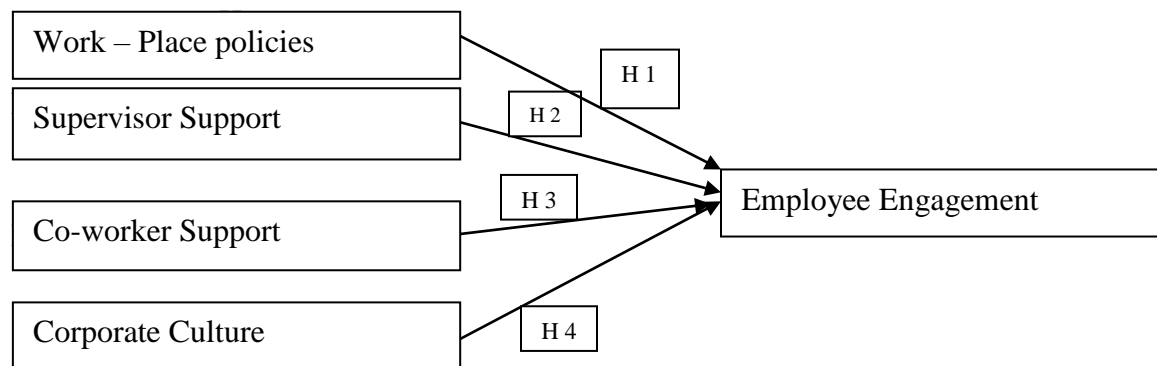 Work – Place policies
H 1
Supervisor Support
H 2
Employee Engagement
H 3
Co-worker Support
H 4
Corporate Culture